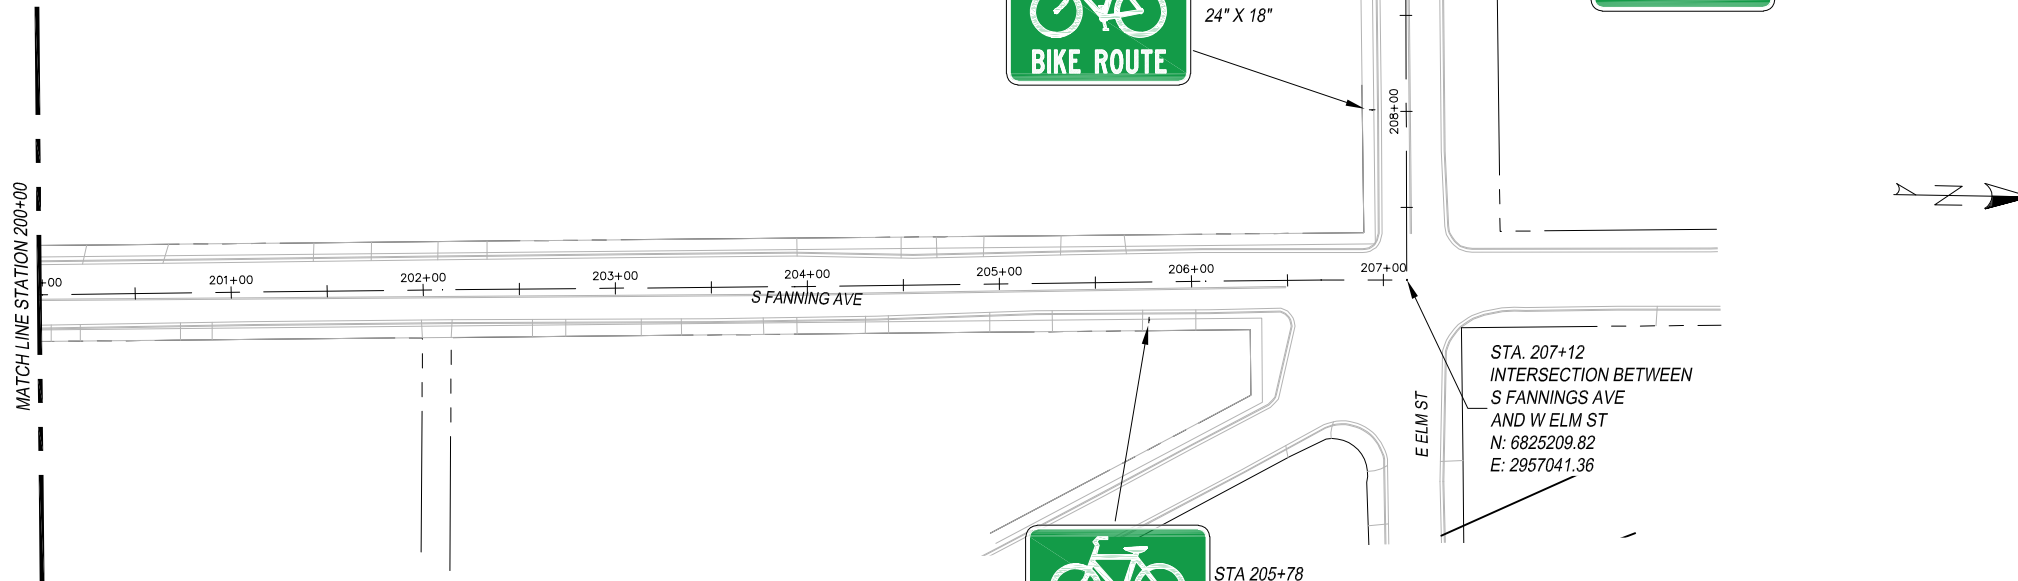 24" X 18"
BIKE ROUTE
208+00
MATCH LINE STATION 200+00
+00
201+00
202+00
203+00
204+00
205+00
206+00
207+00
S FANNING AVE
N
STA. 207+12
INTERSECTION BETWEEN
S FANNINGS AVE
AND W ELM ST
N: 6825209.82
E: 2957041.36
E ELM ST
STA 205+78